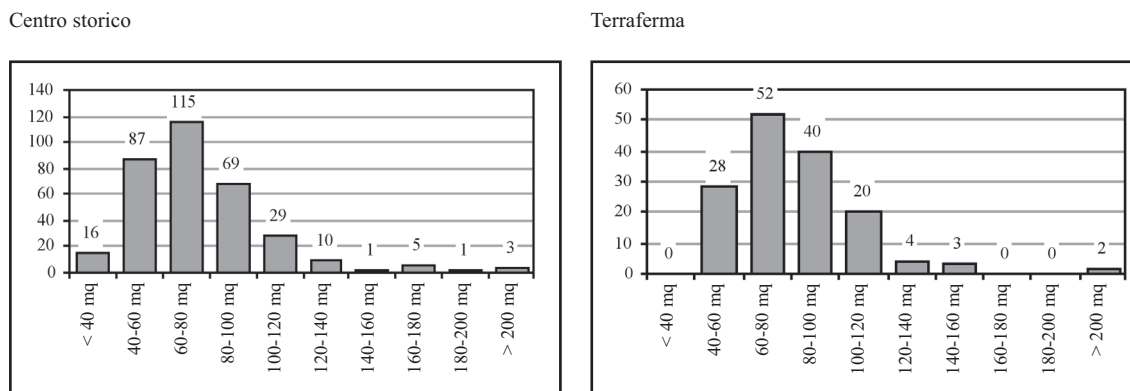 Centro storico
140
120
100
80
60
40
20
0
16
87
115
69
29
10
1
5
1
3
< 40 mq
40-60 mq
60-80 mq
80-100 mq
100-120 mq
120-140 mq
140-160 mq
160-180 mq
180-200 mq
> 200 mq
Terraferma
60
50
40
30
20
10
0
0
28
52
40
20
4
3
0
0
2
< 40 mq
40-60 mq
60-80 mq
80-100 mq
100-120 mq
120-140 mq
140-160 mq
160-180 mq
180-200 mq
> 200 mq